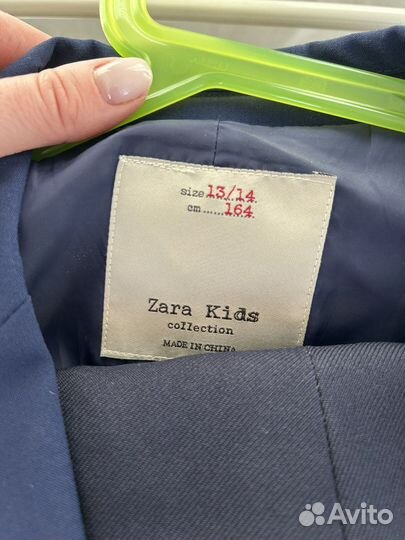 size 13/14
cm ...... 164
Zara Kids
collection
MADE IN CHINA
Avito